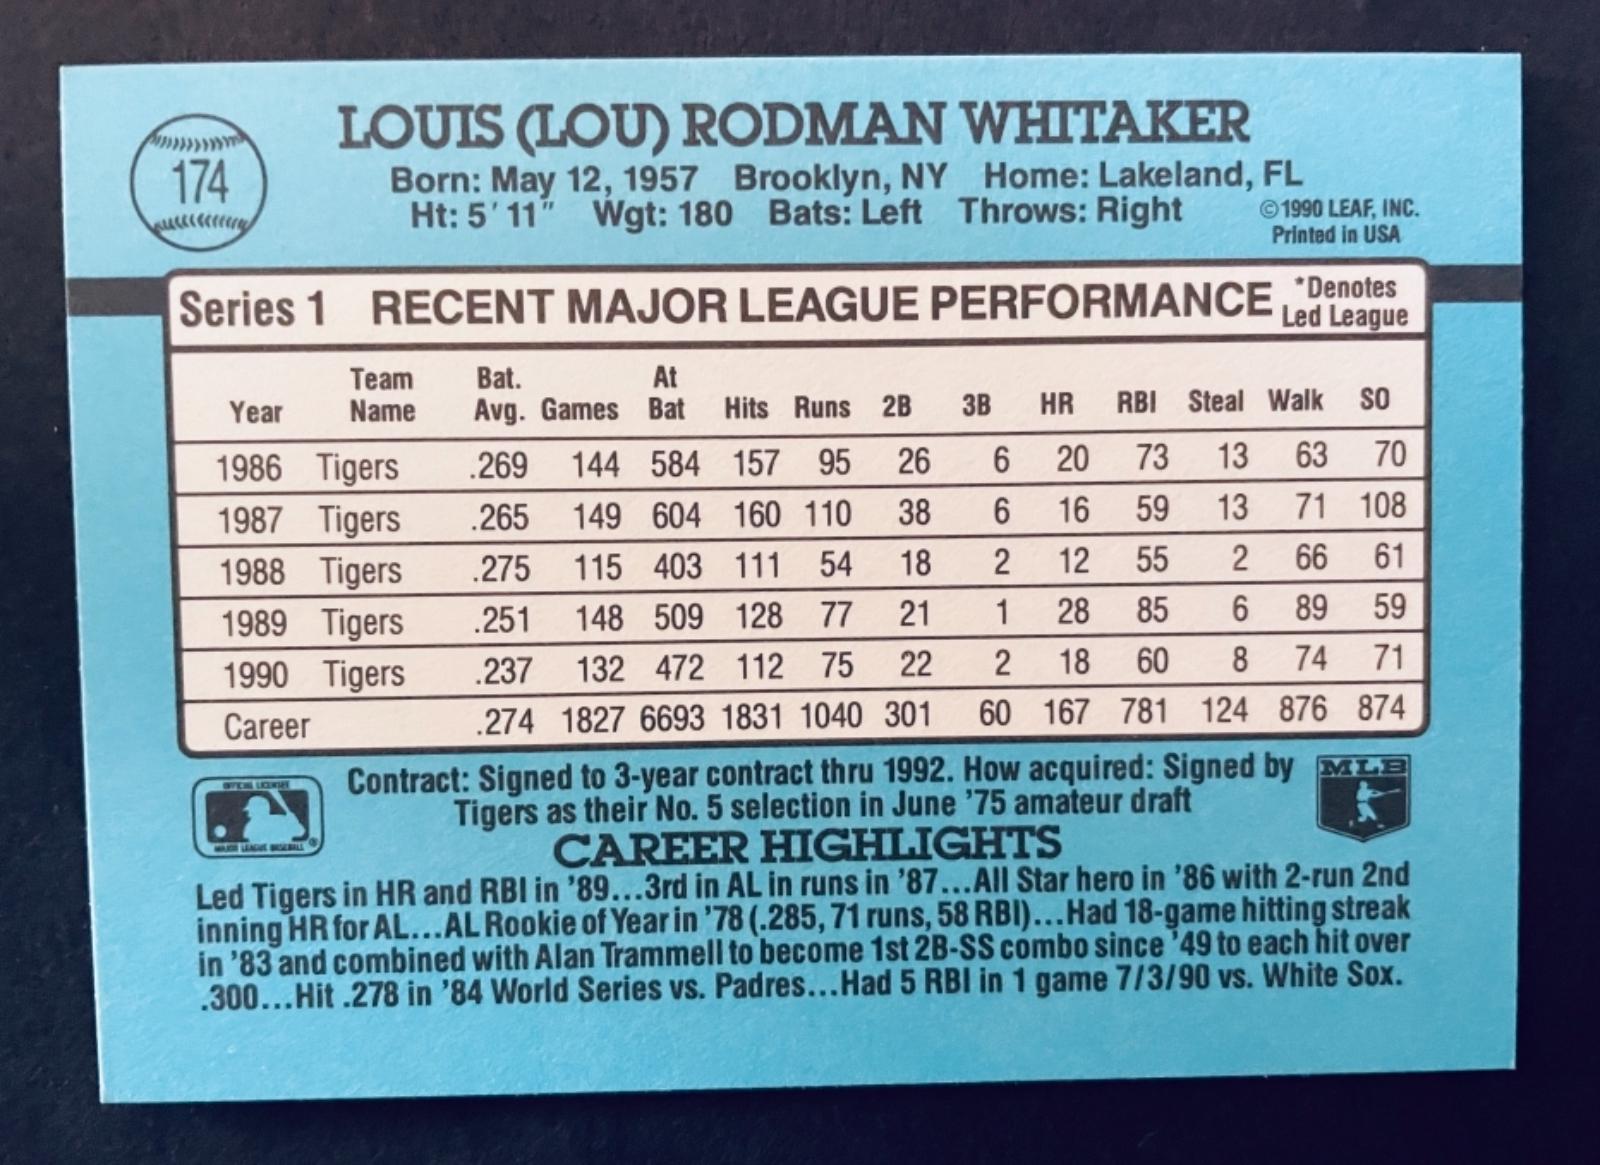 174
LOUIS (LOU) RODMAN WHITAKER
Born: May 12, 1957 Brooklyn, NY Home: Lakeland, FL
Ht: 5' 11" Wgt: 180 Bats: Left Throws: Right
©1990 LEAF, INC.
Printed in USA
Series 1 RECENT MAJOR LEAGUE PERFORMANCE
*Denotes
Led League
Year Team Name Bat. Avg. Games At Bat Hits Runs 2B 3B HR RBI Steal Walk SO
1986 Tigers .269 144 584 157 95 26 6 20 73 13 63 70
1987 Tigers .265 149 604 160 110 38 6 16 59 13 71 108
1988 Tigers .275 115 403 111 54 18 2 12 55 2 66 61
1989 Tigers .251 148 509 128 77 21 1 28 85 6 89 59
1990 Tigers .237 132 472 112 75 22 2 18 60 8 74 71
Career .274 1827 6693 1831 1040 301 60 167 781 124 876 874
Contract: Signed to 3-year contract thru 1992. How acquired: Signed by
Tigers as their No. 5 selection in June '75 amateur draft
OFFICIAL LICENSEE
MAJOR LEAGUE BASEBALL ®
MLB
CAREER HIGHLIGHTS
Led Tigers in HR and RBI in '89...3rd in AL in runs in '87...All Star hero in '86 with 2-run 2nd
inning HR for AL...AL Rookie of Year in '78 (.285, 71 runs, 58 RBI)...Had 18-game hitting streak
in '83 and combined with Alan Trammell to become 1st 2B-SS combo since '49 to each hit over
.300...Hit .278 in '84 World Series vs. Padres...Had 5 RBI in 1 game 7/3/90 vs. White Sox.